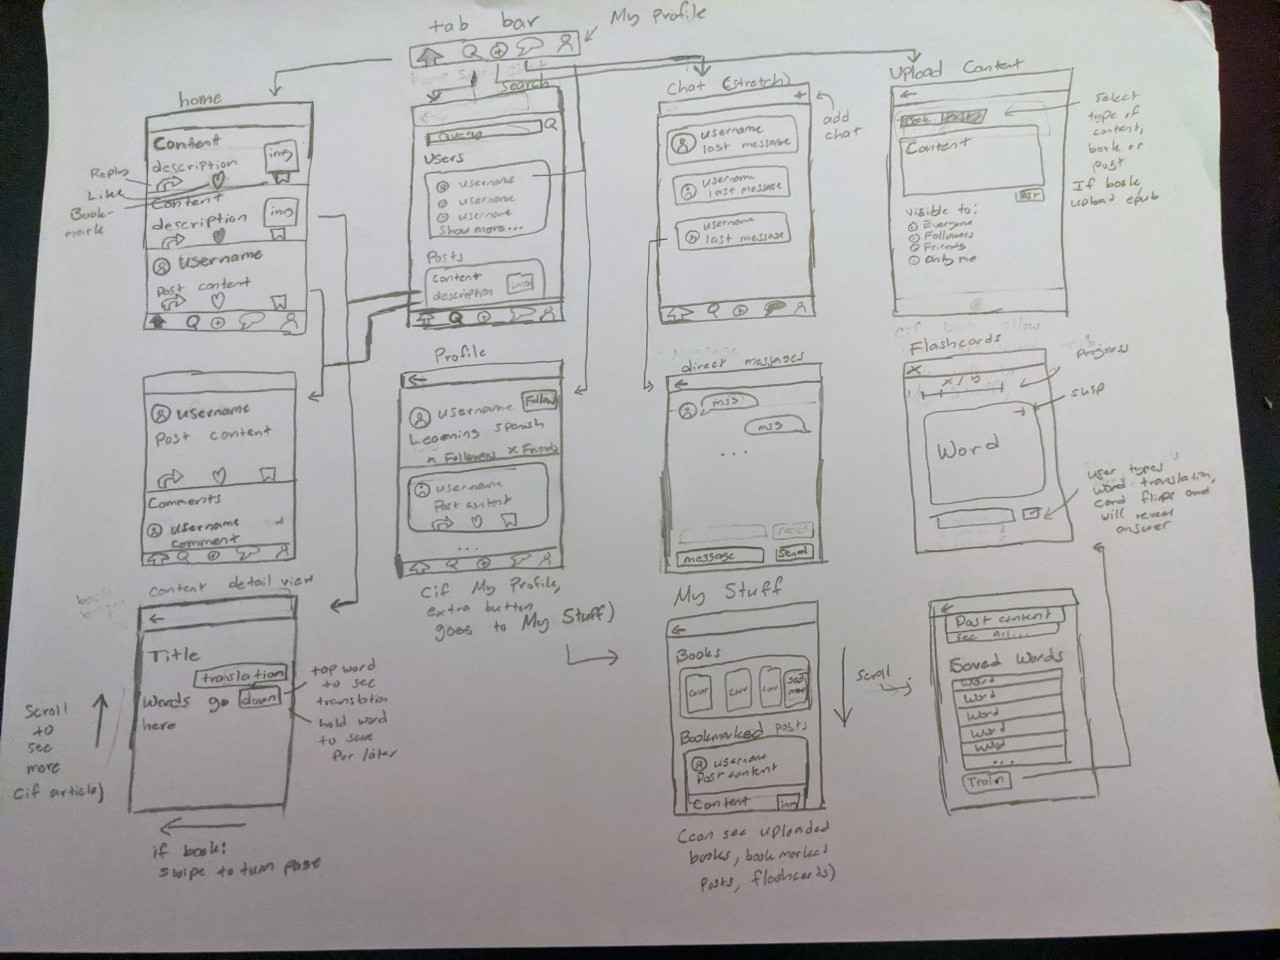 tab bar
My Profile
home
Content
description
img
Reply
Like
Book-
mark
Content
description
img
username
Post content
search
Q
Users
username
username
username
Show more...
Posts
Content
description
img
Chat (stretch)
+
add
chat
username
last message
username
last message
username
last message
Upload Content
Book
Post
Content
Post
Visible to:
Everyone
Followers
Friends
Only me
Select
type of
content,
book or
post
If book
upload epub
username
Post content
Comments
username
comment
Profile
username
Follow
Learning Spanish
x Followers x Friends
username
Post content
...
(if My Profile,
extra button
goes to My Stuff)
direct messages
msg
msg
...
message
Send
Flashcards
X
x / y
Progress
skip
Word
user types
word translation,
card flips and
will reveal
answer
content detail view
Title
translation
Words go down
here
tap word
to see
translation
hold word
to save
for later
Scroll
to
see
more
(if article)
if book:
swipe to turn page
My Stuff
Books
cover
cover
cov
see
more
Bookmarked posts
username
Post content
Content
img
(can see uploaded
books, bookmarked
posts, flashcards)
scroll
Post content
see all...
Saved Words
Word
Word
Word
Word
Word
...
Train